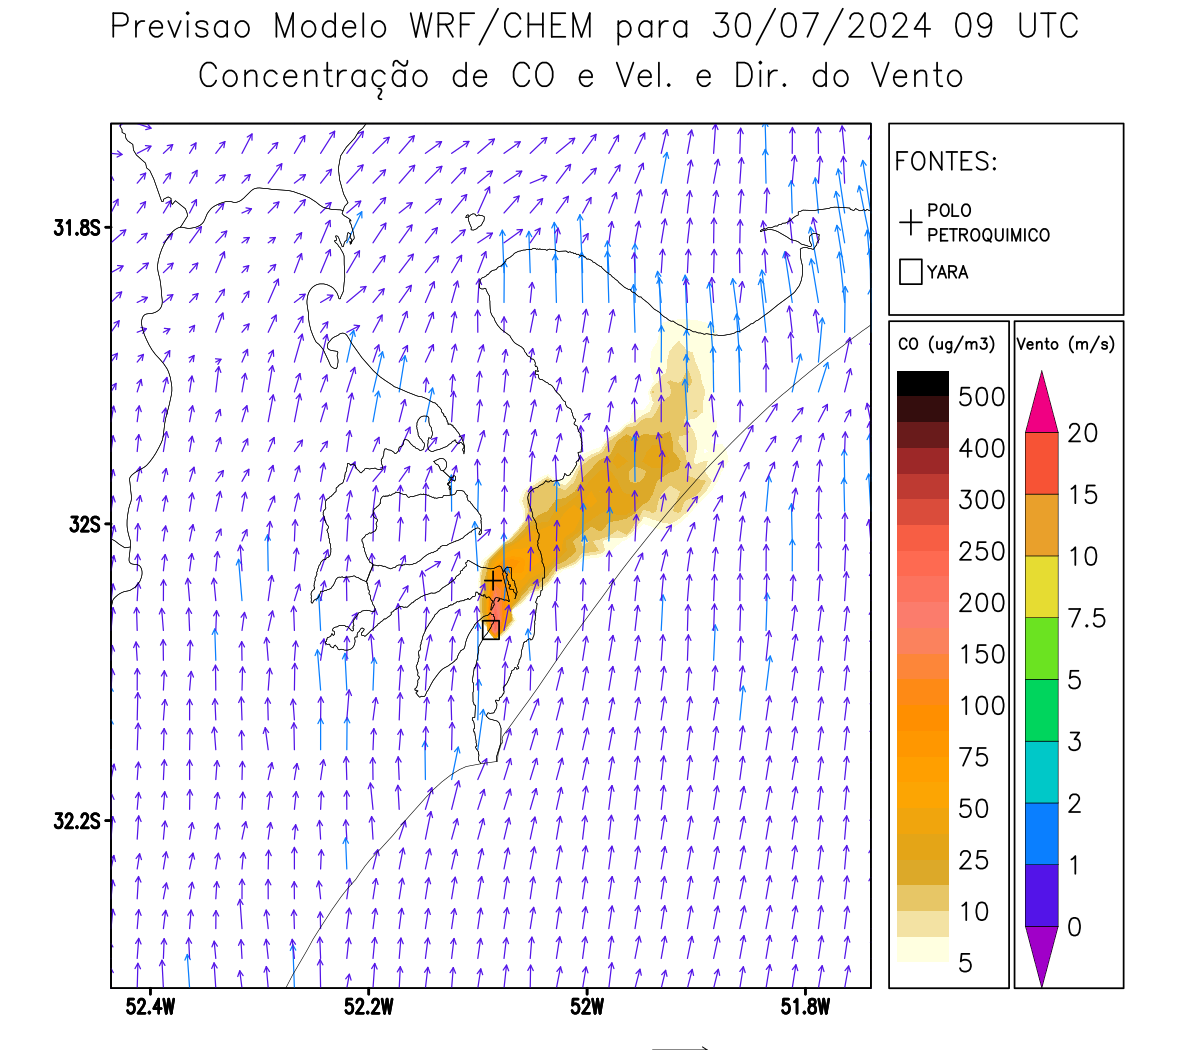 Previsao Modelo WRF/CHEM para 30/07/2024 09 UTC
Concentração de CO e Vel. e Dir. do Vento
FONTES:
POLO
PETROQUIMICO
YARA
CO (ug/m3)
500
400
300
250
200
150
100
75
50
25
10
5
Vento (m/s)
20
15
10
7.5
5
3
2
1
0
31.8S
32S
32.2S
52.4W
52.2W
52W
51.8W